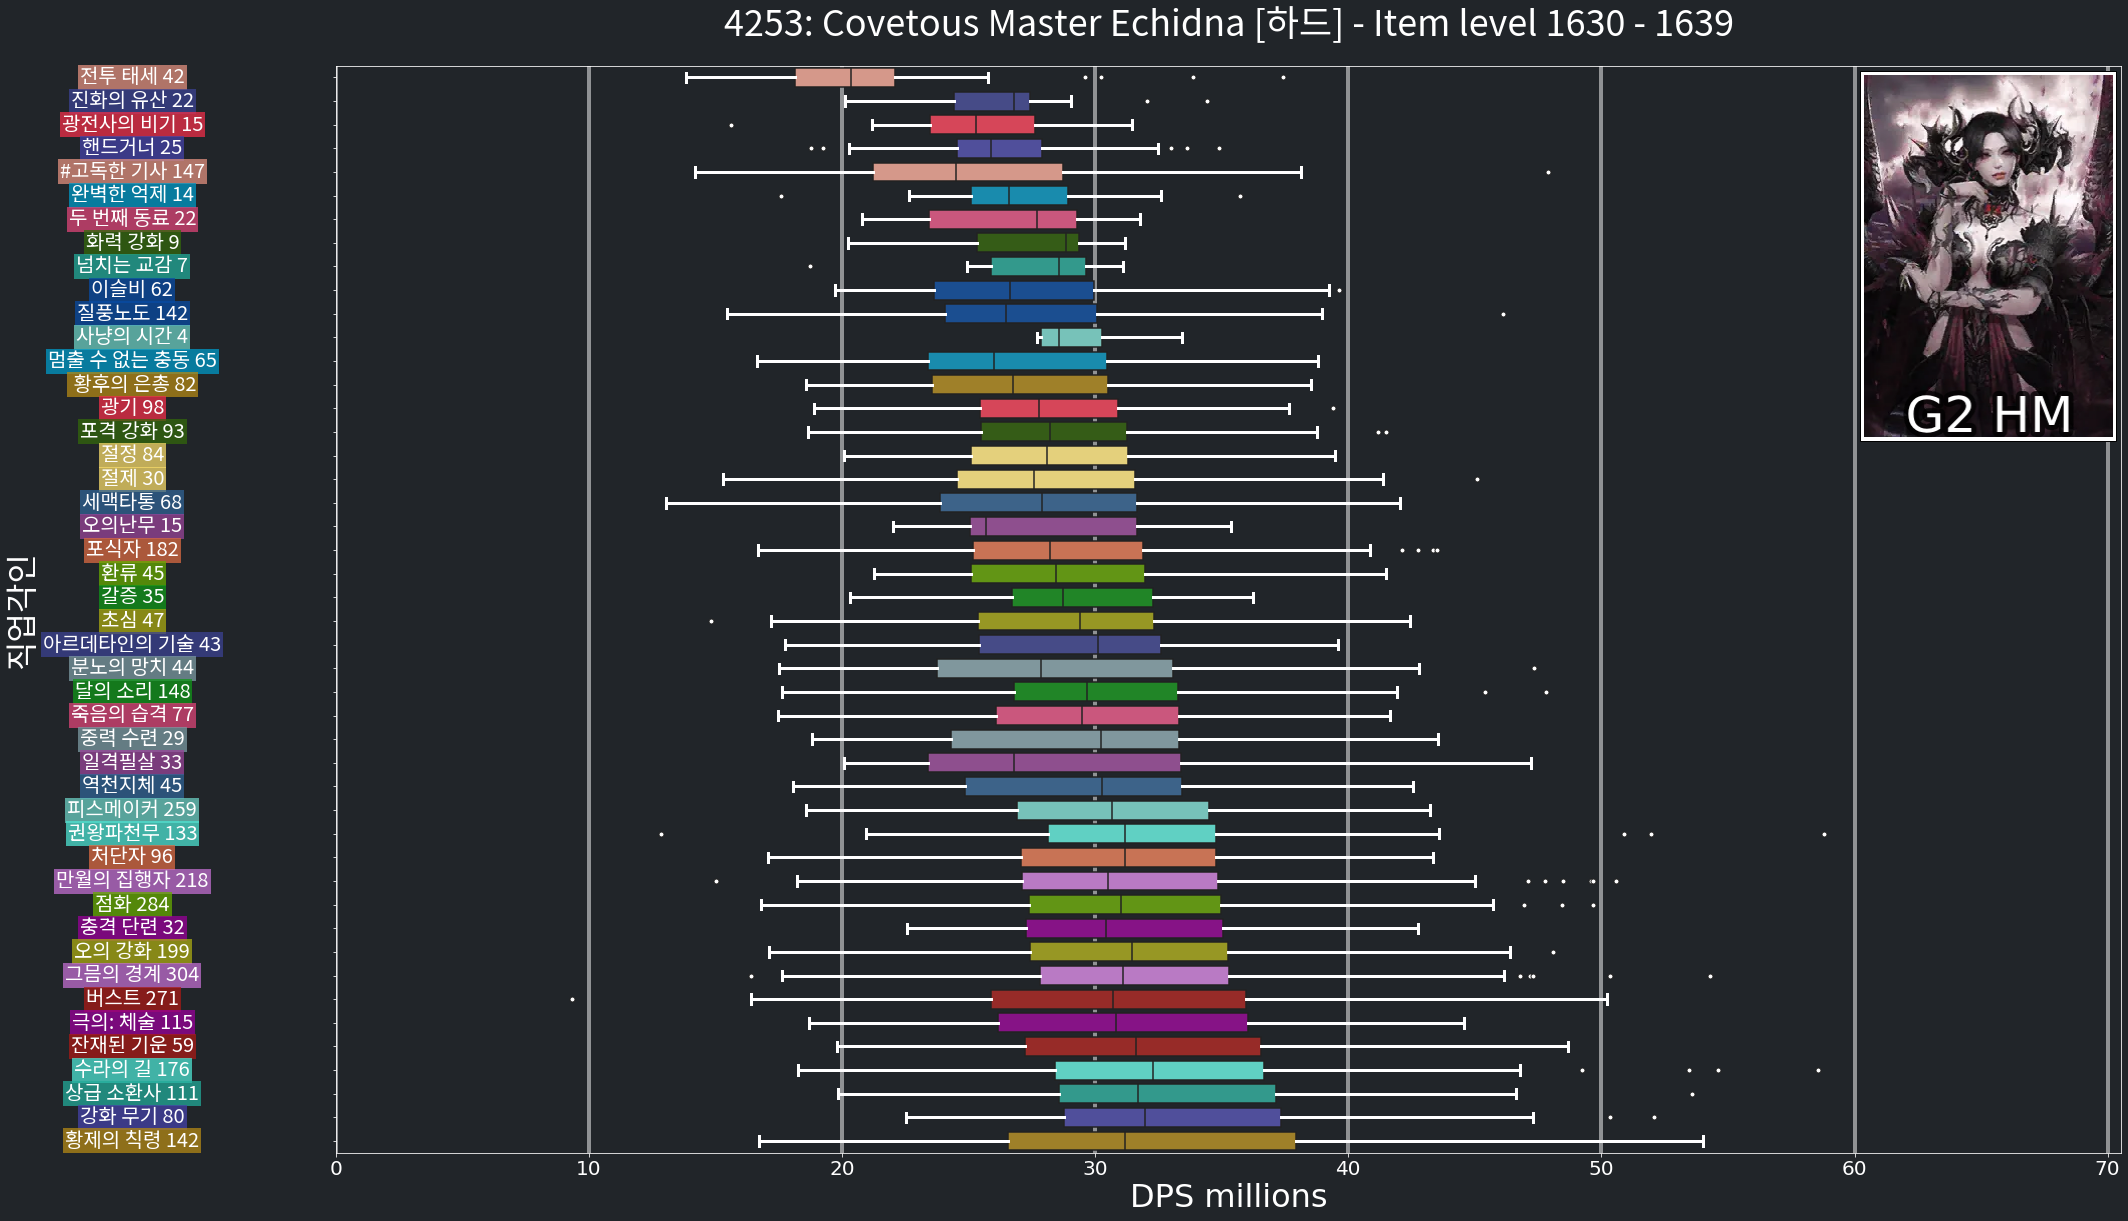 4253: Covetous Master Echidna [하드] - Item level 1630 - 1639
전투 태세 42
진화의 유산 22
광전사의 비기 15
핸드거너 25
#고독한 기사 147
완벽한 억제 14
두 번째 동료 22
화력 강화 9
넘치는 교감 7
이슬비 62
질풍노도 142
사냥의 시간 4
멈출 수 없는 충동 65
황후의 은총 82
광기 98
포격 강화 93
절정 84
절제 30
세맥타통 68
오의난무 15
포식자 182
환류 45
갈증 35
초심 47
아르데타인의 기술 43
분노의 망치 44
달의 소리 148
죽음의 습격 77
중력 수련 29
일격필살 33
역천지체 45
피스메이커 259
권왕파천무 133
처단자 96
만월의 집행자 218
점화 284
충격 단련 32
오의 강화 199
그믐의 경계 304
버스트 271
극의: 체술 115
잔재된 기운 59
수라의 길 176
상급 소환사 111
강화 무기 80
황제의 칙령 142
직업각인
G2 HM
0 10 20 30 40 50 60 70
DPS millions